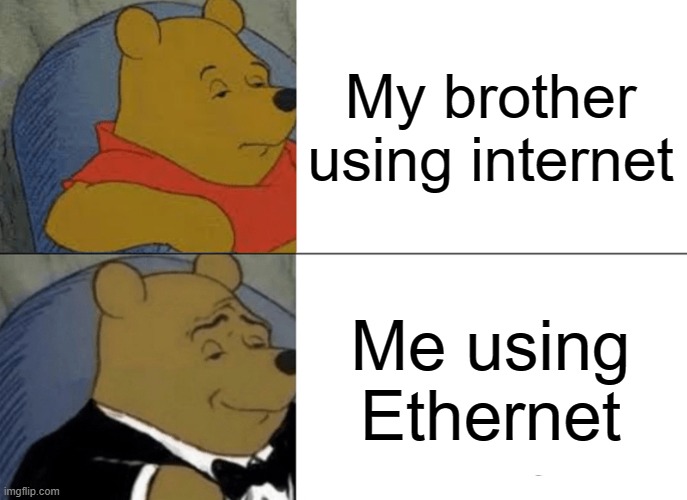 My brother
using internet
Me using
Ethernet
imgflip.com